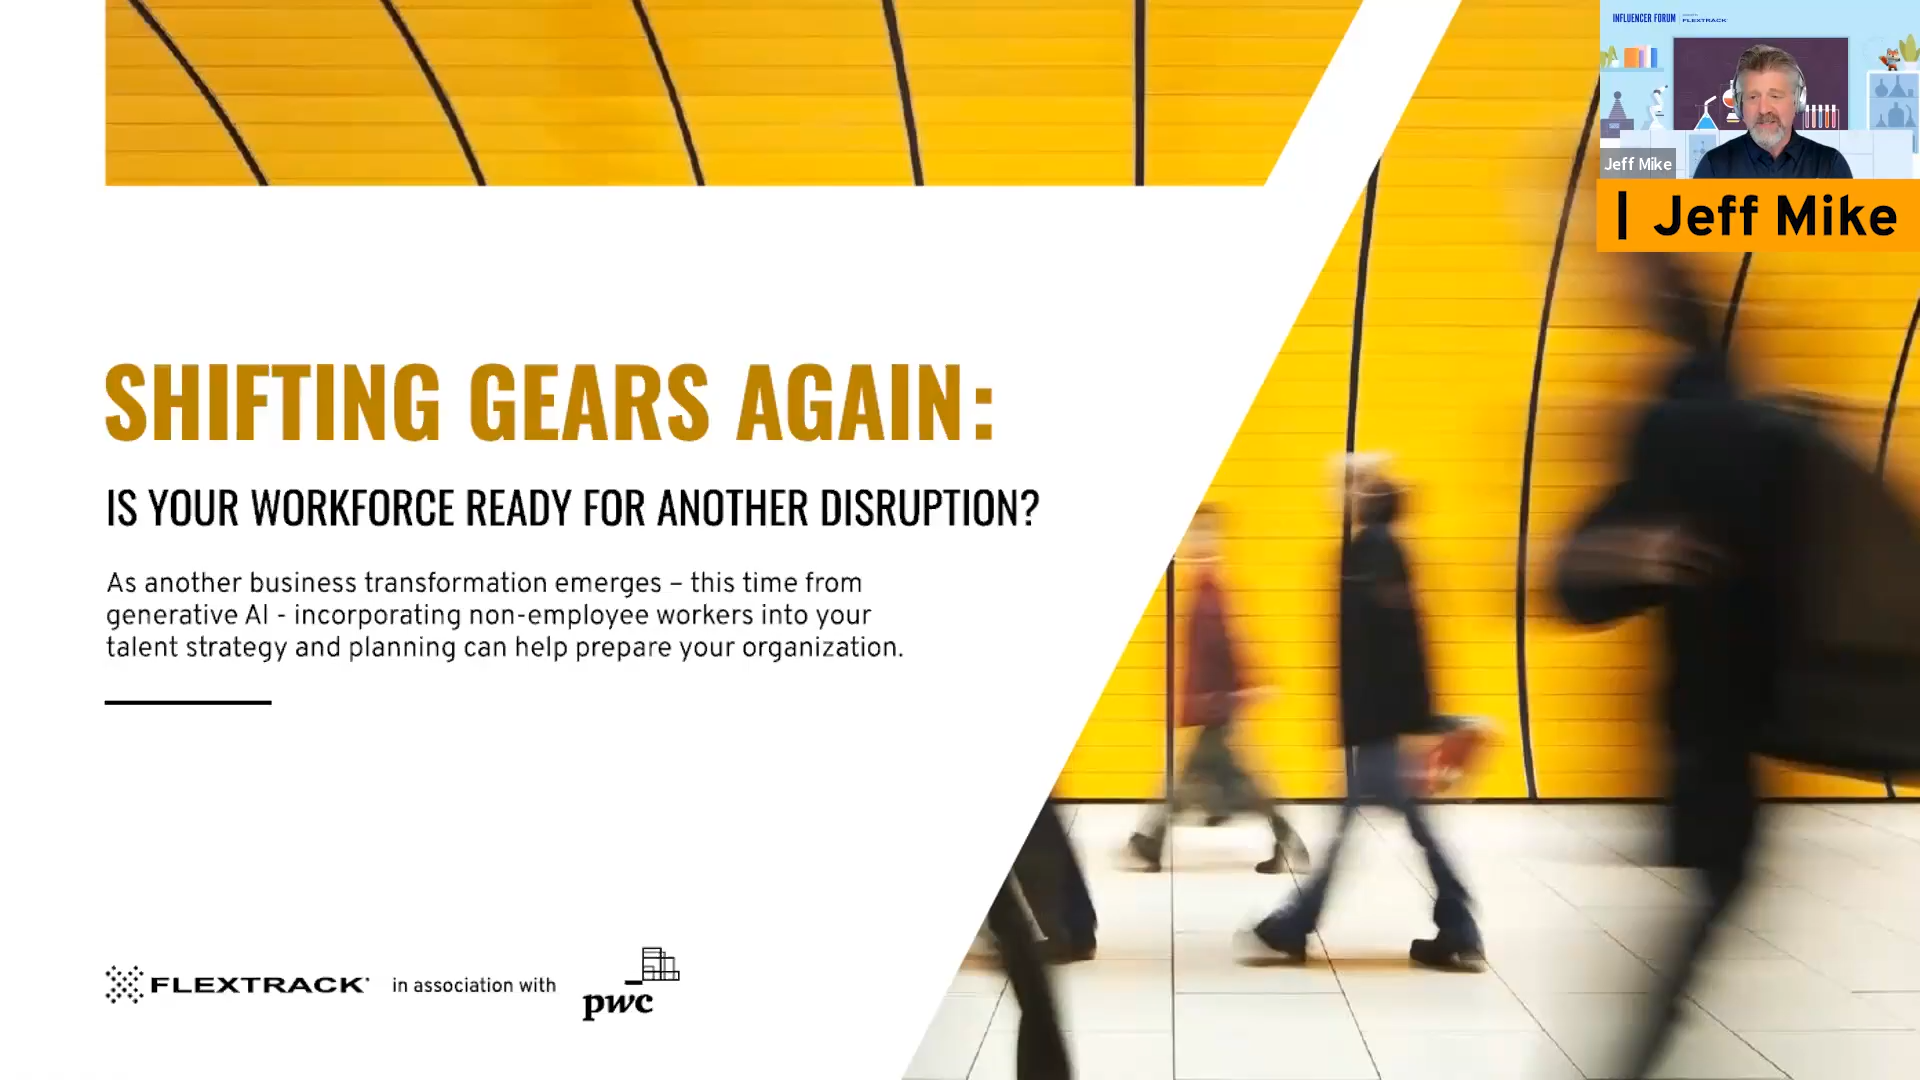 INFLUENCER FORUM
FLEXTRACK
Jeff Mike
| Jeff Mike
SHIFTING GEARS AGAIN:
IS YOUR WORKFORCE READY FOR ANOTHER DISRUPTION?
As another business transformation emerges – this time from
generative AI - incorporating non-employee workers into your
talent strategy and planning can help prepare your organization.
FLEXTRACK in association with pwc